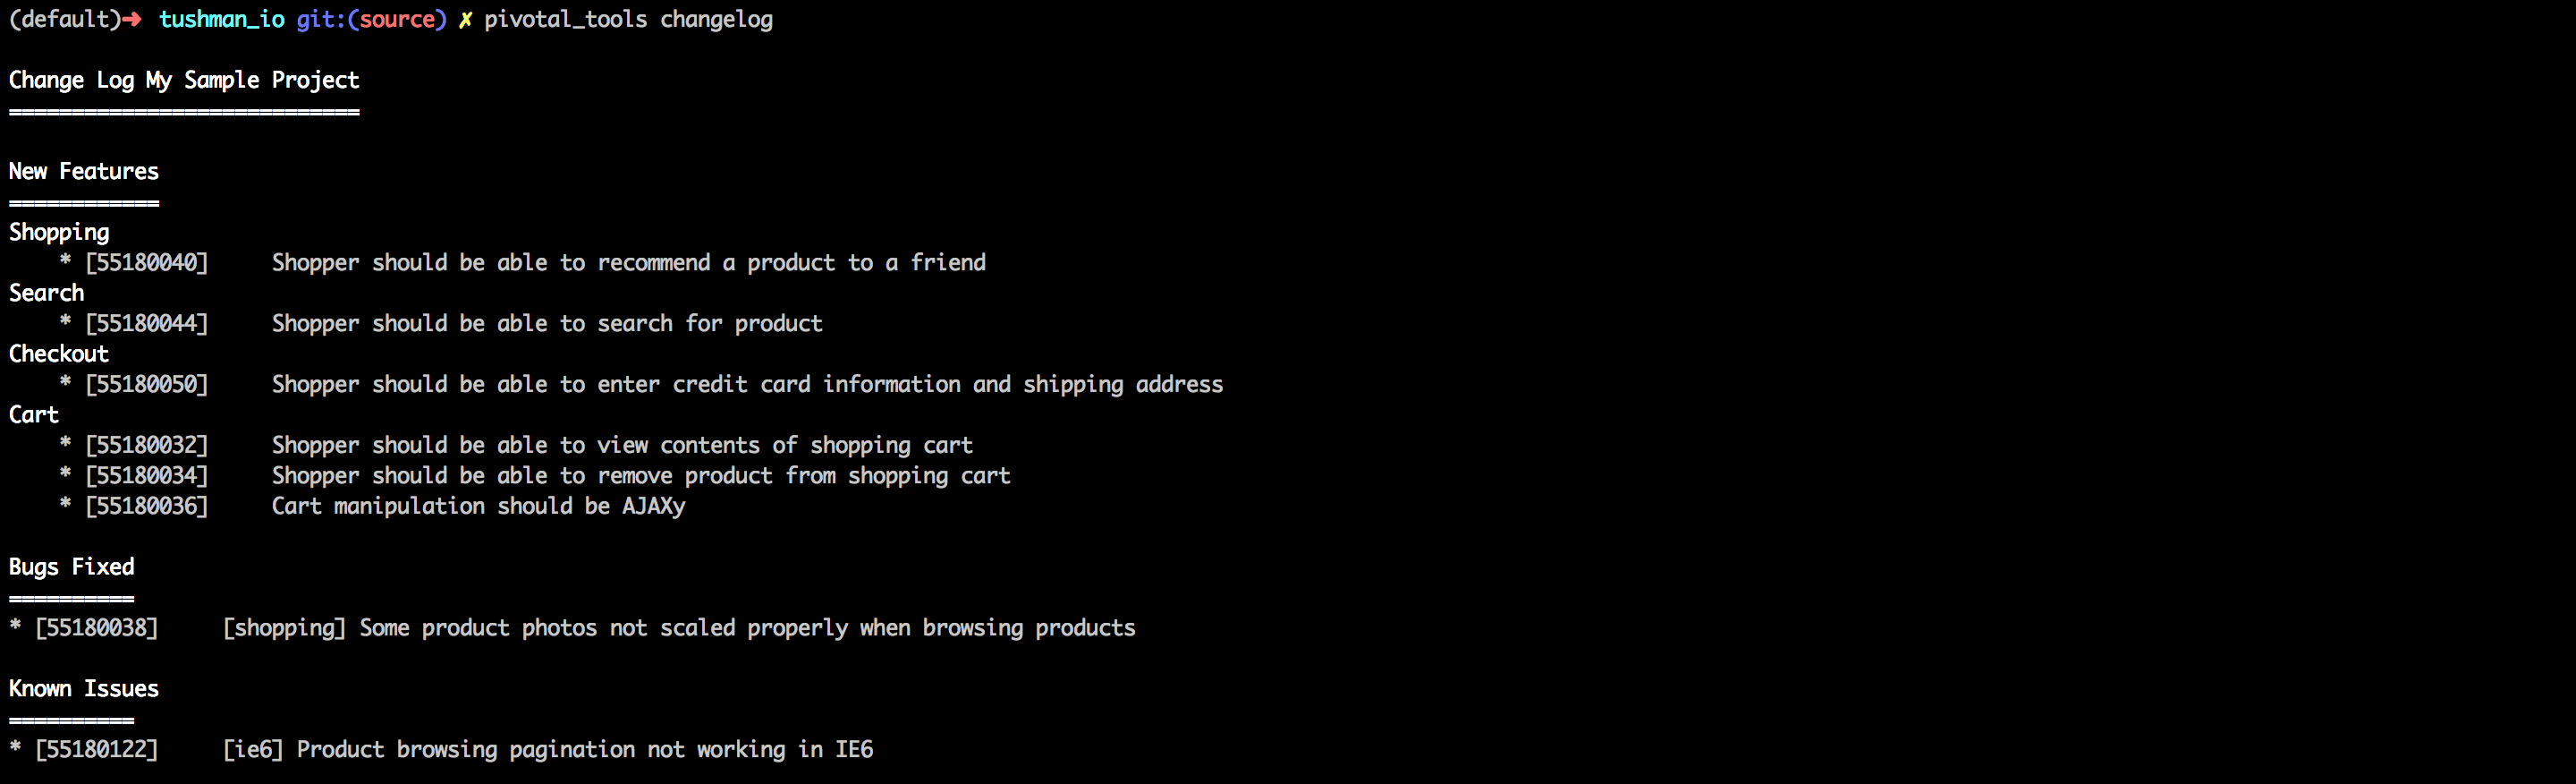 (default)➜ tushman_io git:(source) ✗ pivotal_tools changelog
Change Log My Sample Project
============================
New Features
============
Shopping
    * [55180040]     Shopper should be able to recommend a product to a friend
Search
    * [55180044]     Shopper should be able to search for product
Checkout
    * [55180050]     Shopper should be able to enter credit card information and shipping address
Cart
    * [55180032]     Shopper should be able to view contents of shopping cart
    * [55180034]     Shopper should be able to remove product from shopping cart
    * [55180036]     Cart manipulation should be AJAXy
Bugs Fixed
==========
* [55180038]     [shopping] Some product photos not scaled properly when browsing products
Known Issues
==========
* [55180122]     [ie6] Product browsing pagination not working in IE6